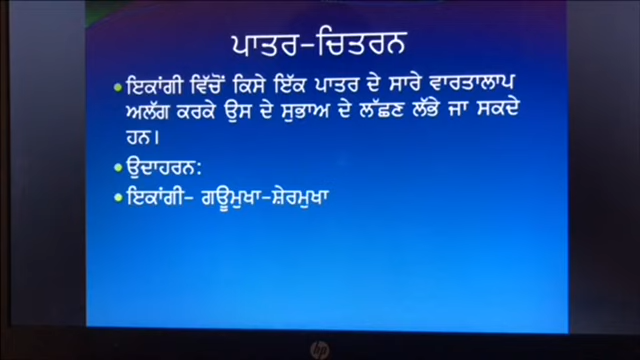 ਪਾਤਰ-ਚਿਤਰਨ
ਇਕਾਂਗੀ ਵਿੱਚੋਂ ਕਿਸੇ ਇੱਕ ਪਾਤਰ ਦੇ ਸਾਰੇ ਵਾਰਤਾਲਾਪ
ਅਲੱਗ ਕਰਕੇ ਉਸ ਦੇ ਸੁਭਾਅ ਦੇ ਲੱਛਣ ਲੱਭੇ ਜਾ ਸਕਦੇ
ਹਨ।
ਉਦਾਹਰਨ:
ਇਕਾਂਗੀ- ਗਊਮੁਖਾ-ਸ਼ੇਰਮੁਖਾ
hp